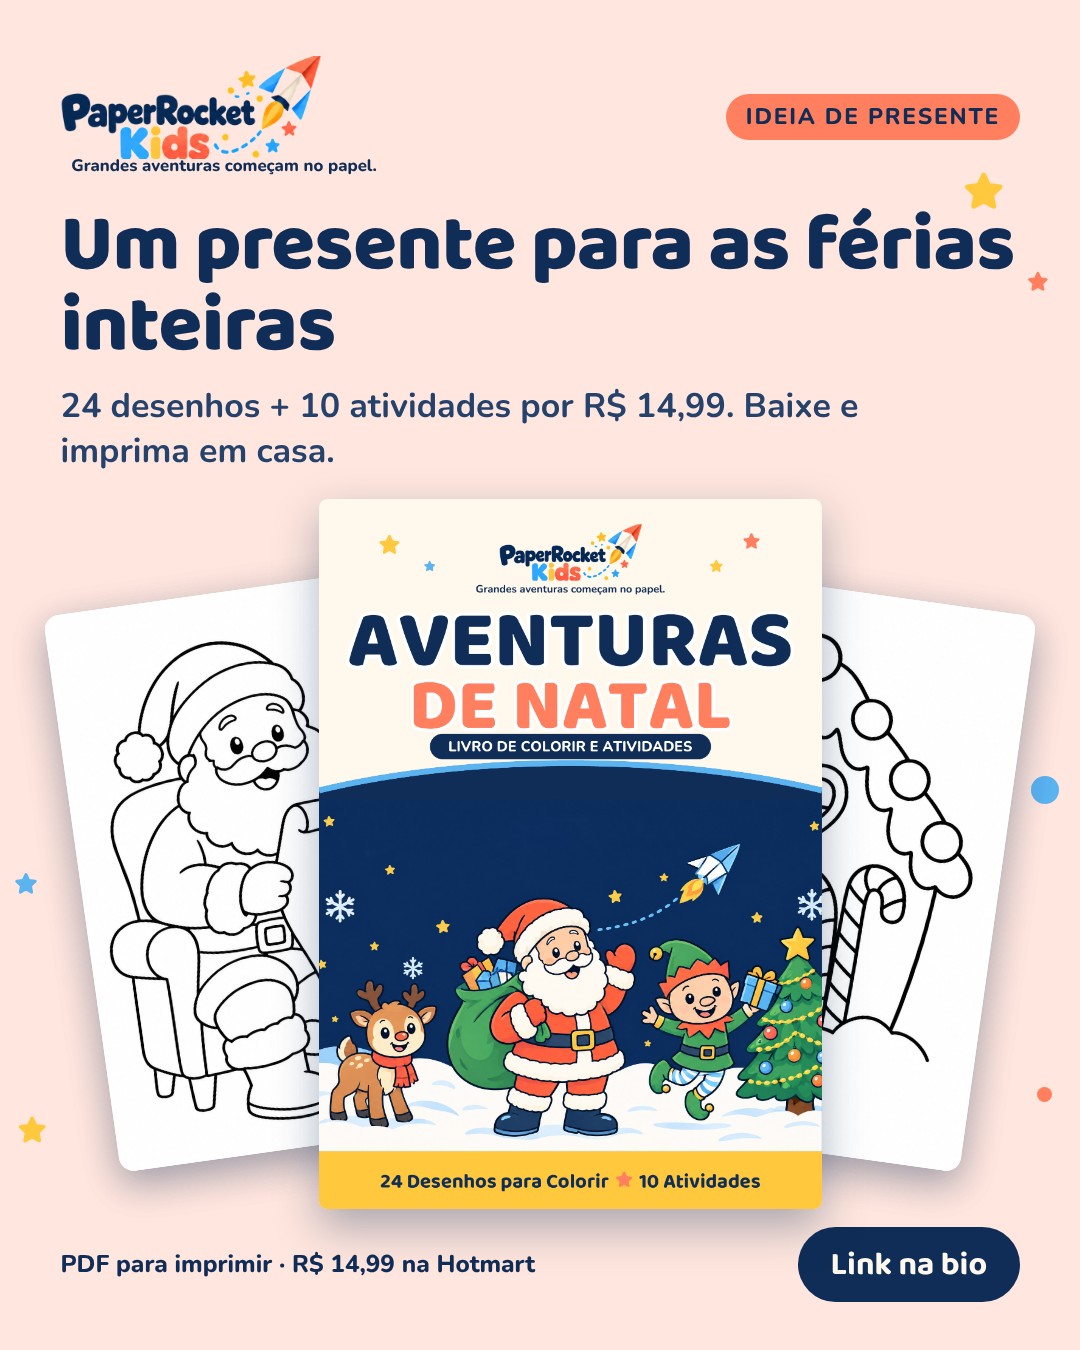 PaperRocket
Kids
Grandes aventuras começam no papel.
IDEIA DE PRESENTE
Um presente para as férias
inteiras
24 desenhos + 10 atividades por R$ 14,99. Baixe e
imprima em casa.
PaperRocket
Kids
Grandes aventuras começam no papel.
AVENTURAS
DE NATAL
LIVRO DE COLORIR E ATIVIDADES
24 Desenhos para Colorir 10 Atividades
PDF para imprimir · R$ 14,99 na Hotmart
Link na bio